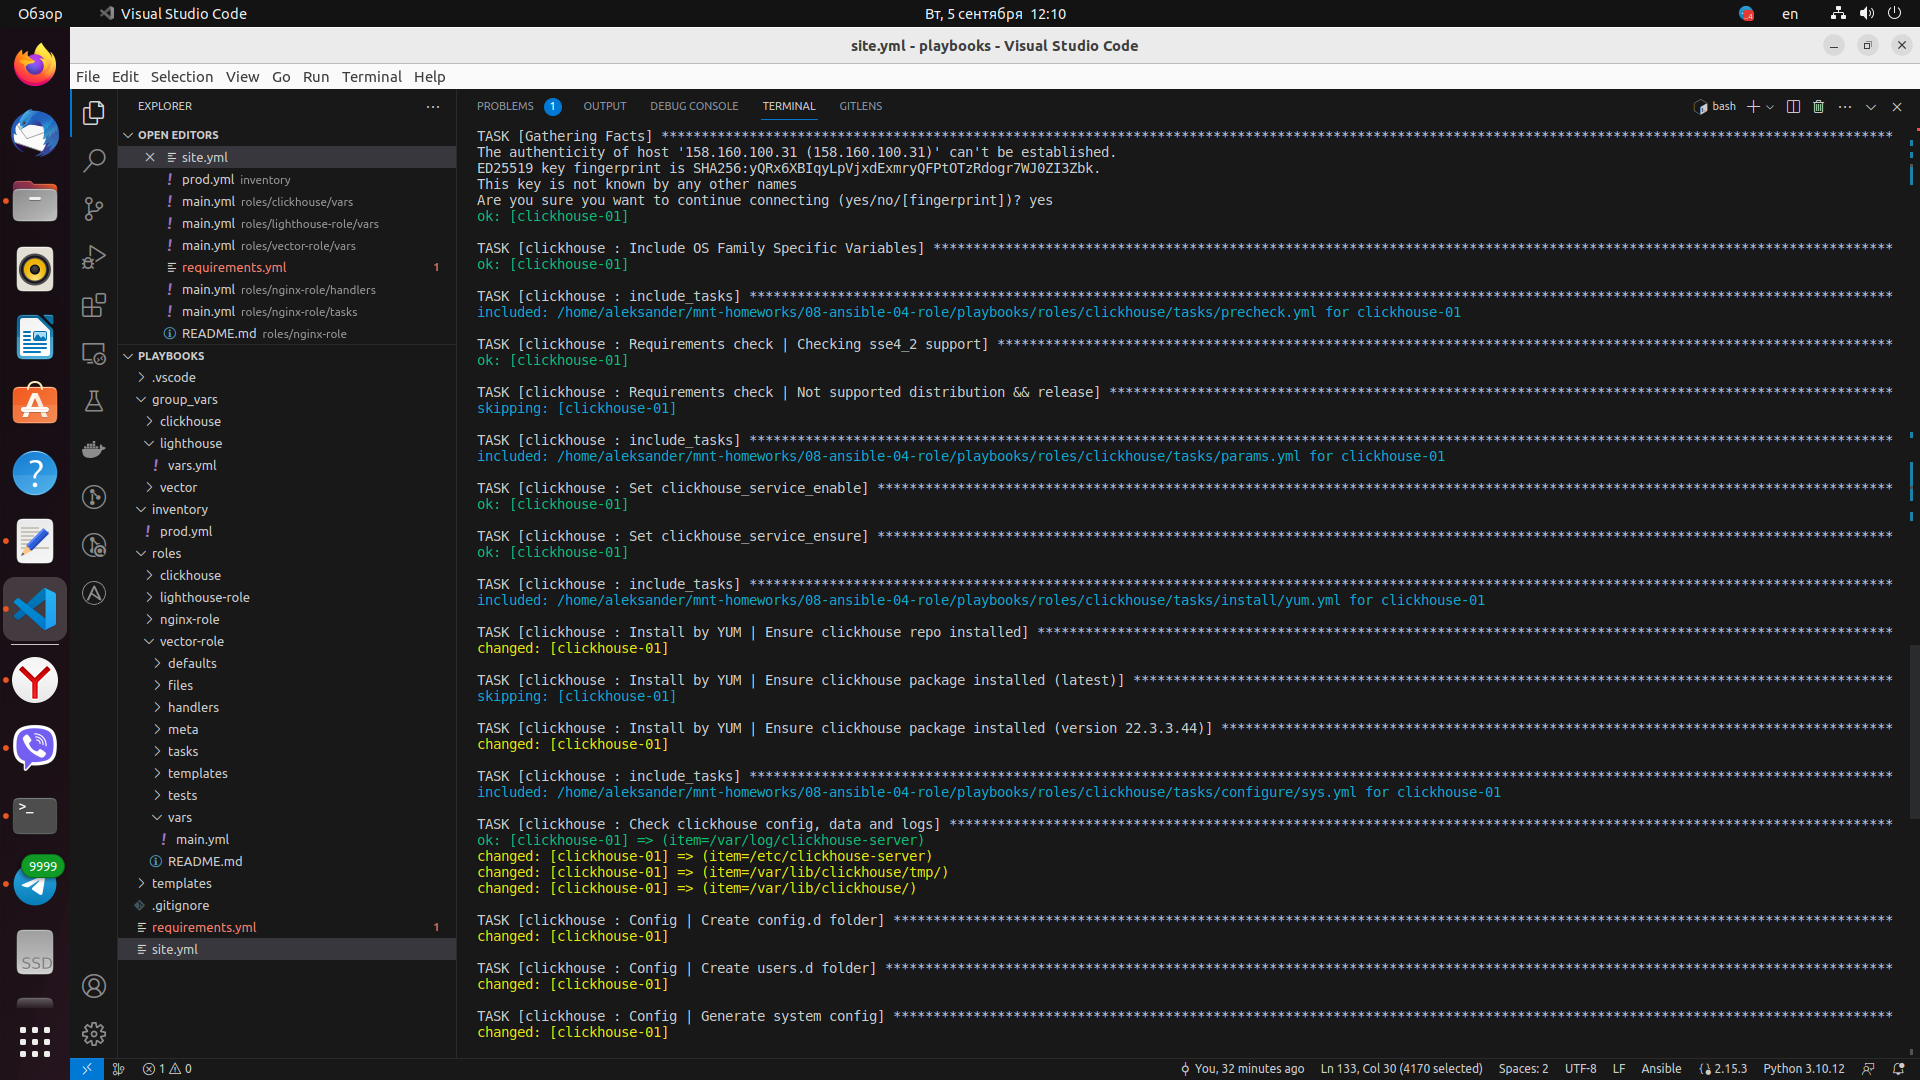 Обзор
Visual Studio Code
Вт, 5 сентября 12:10
en
site.yml - playbooks - Visual Studio Code
File Edit Selection View Go Run Terminal Help
EXPLORER
OPEN EDITORS
site.yml
prod.yml inventory
main.yml roles/clickhouse/vars
main.yml roles/lighthouse-role/vars
main.yml roles/vector-role/vars
requirements.yml 1
main.yml roles/nginx-role/handlers
main.yml roles/nginx-role/tasks
README.md roles/nginx-role
PLAYBOOKS
.vscode
group_vars
clickhouse
lighthouse
vars.yml
vector
inventory
prod.yml
roles
clickhouse
lighthouse-role
nginx-role
vector-role
defaults
files
handlers
meta
tasks
templates
tests
vars
main.yml
README.md
templates
.gitignore
requirements.yml 1
site.yml
9999
SSD
PROBLEMS 1 OUTPUT DEBUG CONSOLE TERMINAL GITLENS
bash
TASK [Gathering Facts] ****
The authenticity of host '158.160.100.31 (158.160.100.31)' can't be established.
ED25519 key fingerprint is SHA256:yQRx6XBIqyLpVjxdExmryQFPtOTzRdogr7WJ0ZI3Zbk.
This key is not known by any other names
Are you sure you want to continue connecting (yes/no/[fingerprint])? yes
ok: [clickhouse-01]
TASK [clickhouse : Include OS Family Specific Variables] ****
ok: [clickhouse-01]
TASK [clickhouse : include_tasks] ****
included: /home/aleksander/mnt-homeworks/08-ansible-04-role/playbooks/roles/clickhouse/tasks/precheck.yml for clickhouse-01
TASK [clickhouse : Requirements check | Checking sse4_2 support] ****
ok: [clickhouse-01]
TASK [clickhouse : Requirements check | Not supported distribution && release] ****
skipping: [clickhouse-01]
TASK [clickhouse : include_tasks] ****
included: /home/aleksander/mnt-homeworks/08-ansible-04-role/playbooks/roles/clickhouse/tasks/params.yml for clickhouse-01
TASK [clickhouse : Set clickhouse_service_enable] ****
ok: [clickhouse-01]
TASK [clickhouse : Set clickhouse_service_ensure] ****
ok: [clickhouse-01]
TASK [clickhouse : include_tasks] ****
included: /home/aleksander/mnt-homeworks/08-ansible-04-role/playbooks/roles/clickhouse/tasks/install/yum.yml for clickhouse-01
TASK [clickhouse : Install by YUM | Ensure clickhouse repo installed] ****
changed: [clickhouse-01]
TASK [clickhouse : Install by YUM | Ensure clickhouse package installed (latest)] ****
skipping: [clickhouse-01]
TASK [clickhouse : Install by YUM | Ensure clickhouse package installed (version 22.3.3.44)] ****
changed: [clickhouse-01]
TASK [clickhouse : include_tasks] ****
included: /home/aleksander/mnt-homeworks/08-ansible-04-role/playbooks/roles/clickhouse/tasks/configure/sys.yml for clickhouse-01
TASK [clickhouse : Check clickhouse config, data and logs] ****
ok: [clickhouse-01] => (item=/var/log/clickhouse-server)
changed: [clickhouse-01] => (item=/etc/clickhouse-server)
changed: [clickhouse-01] => (item=/var/lib/clickhouse/tmp/)
changed: [clickhouse-01] => (item=/var/lib/clickhouse/)
TASK [clickhouse : Config | Create config.d folder] ****
changed: [clickhouse-01]
TASK [clickhouse : Config | Create users.d folder] ****
changed: [clickhouse-01]
TASK [clickhouse : Config | Generate system config] ****
changed: [clickhouse-01]
1 0
You, 32 minutes ago Ln 133, Col 30 (4170 selected) Spaces: 2 UTF-8 LF Ansible 2.15.3 Python 3.10.12